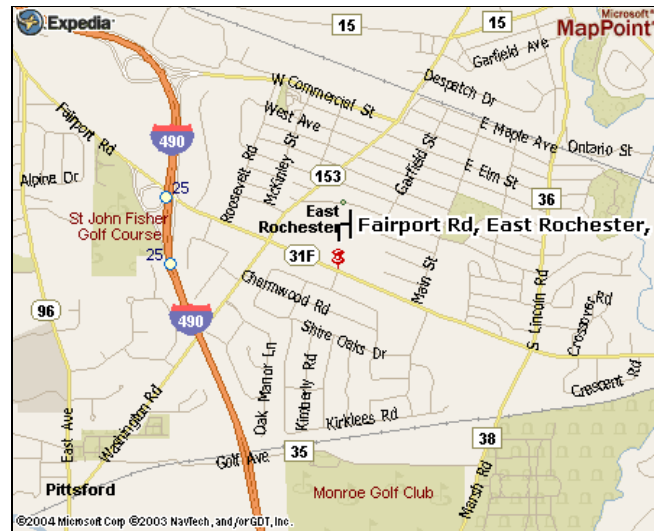 Expedia
Microsoft
MapPoint
15
15
Garfield Ave
W Commercial St
Despatch Dr
West Ave
Fairport Rd
490
E Maple Ave
Ontario St
McKinley St
Roosevelt Rd
153
Garfield St
E Elm St
Alpine Dr
25
36
St John Fisher
Golf Course
East
Rochester
Fairport Rd, East Rochester,
25
31F
Main St
S Lincoln Rd
Charmwood Rd
96
490
Shire Oaks Dr
Crossover Rd
Crescent Rd
Oak Manor Ln
Kimberly Rd
Washington Rd
East Ave
Kirklees Rd
Golf Ave
35
38
Pittsford
Monroe Golf Club
Marsh Rd
©2004 Microsoft Corp ©2003 NavTech, and/or GDT, Inc.